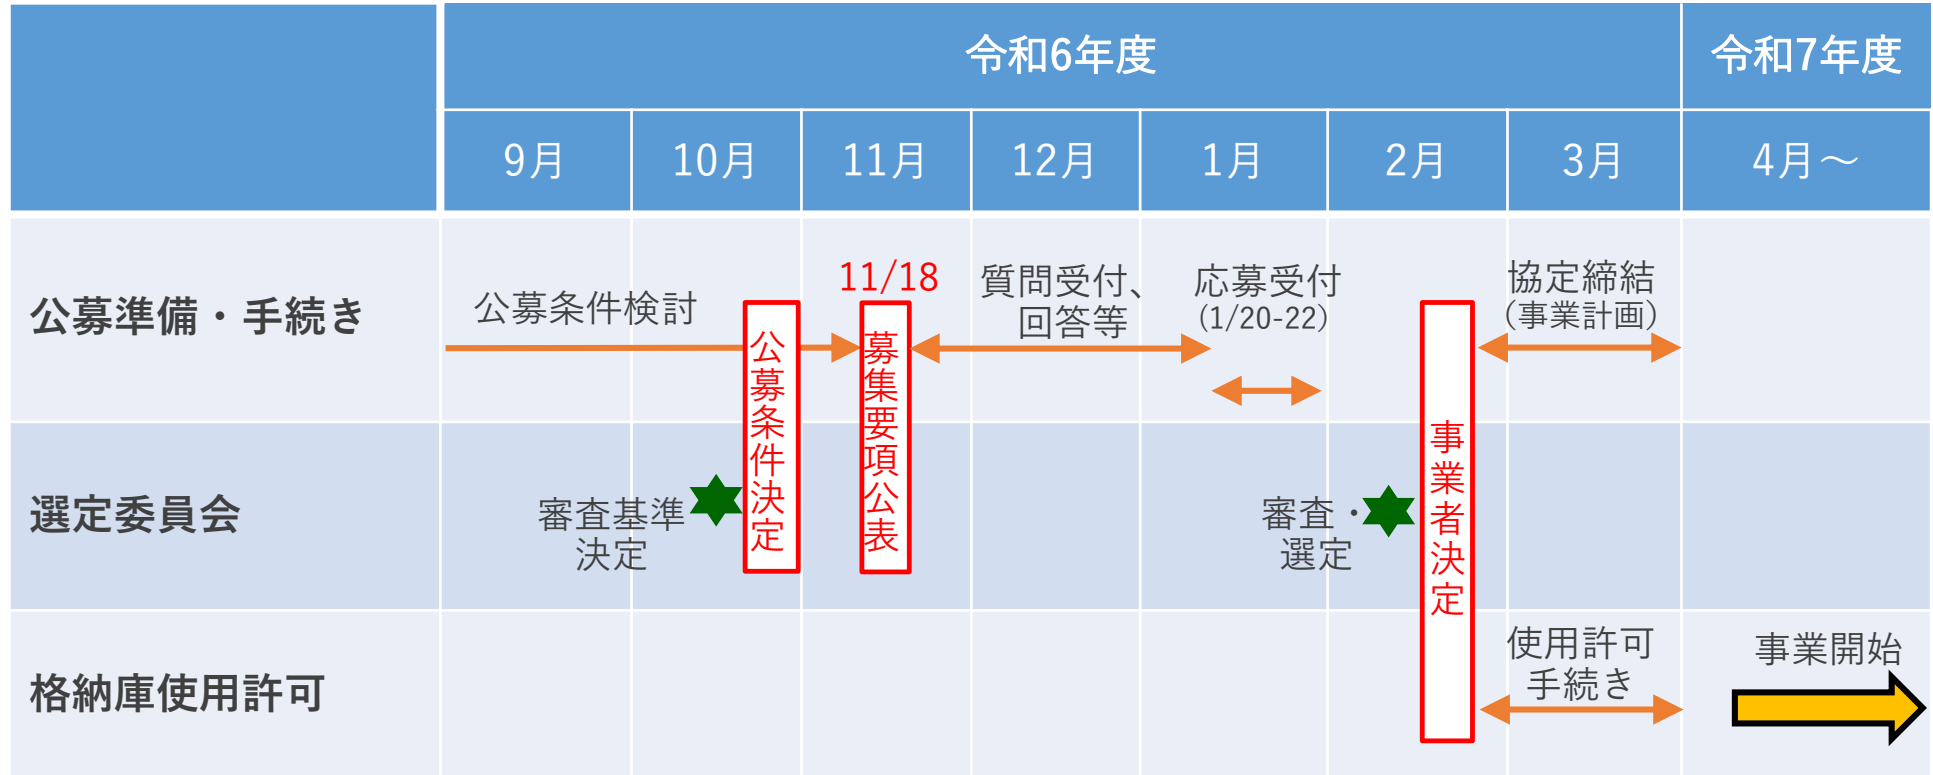 令和6年度
令和7年度
9月
10月
11月
12月
1月
2月
3月
4月～
公募準備・手続き
公募条件検討
公募条件決定
11/18
募集要項公表
質問受付、
回答等
応募受付
(1/20-22)
事業者決定
協定締結
(事業計画)
選定委員会
審査基準
決定
審査・
選定
格納庫使用許可
使用許可
手続き
事業開始